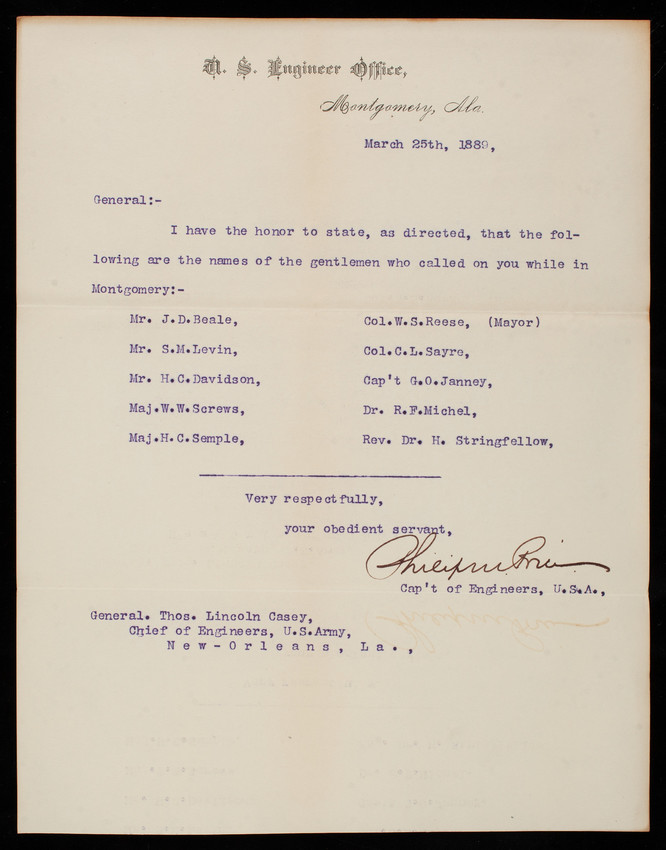 U. S. Engineer Office,
Montgomery, Ala.
March 25th, 1889,
General:-
I have the honor to state, as directed, that the fol-
lowing are the names of the gentlemen who called on you while in
Montgomery:-
Mr. J.D.Beale, Col.W.S.Reese, (Mayor)
Mr. S.M.Levin, Col.C.L.Sayre,
Mr. H.C.Davidson, Cap't G.O.Janney,
Maj.W.W.Screws, Dr. R.F.Michel,
Maj.H.C.Semple, Rev. Dr. H. Stringfellow,
Very respectfully,
your obedient servant,
Philip M. Price.
Cap't of Engineers, U.S.A.,
General. Thos. Lincoln Casey,
Chief of Engineers, U.S.Army,
New-Orleans, La.,